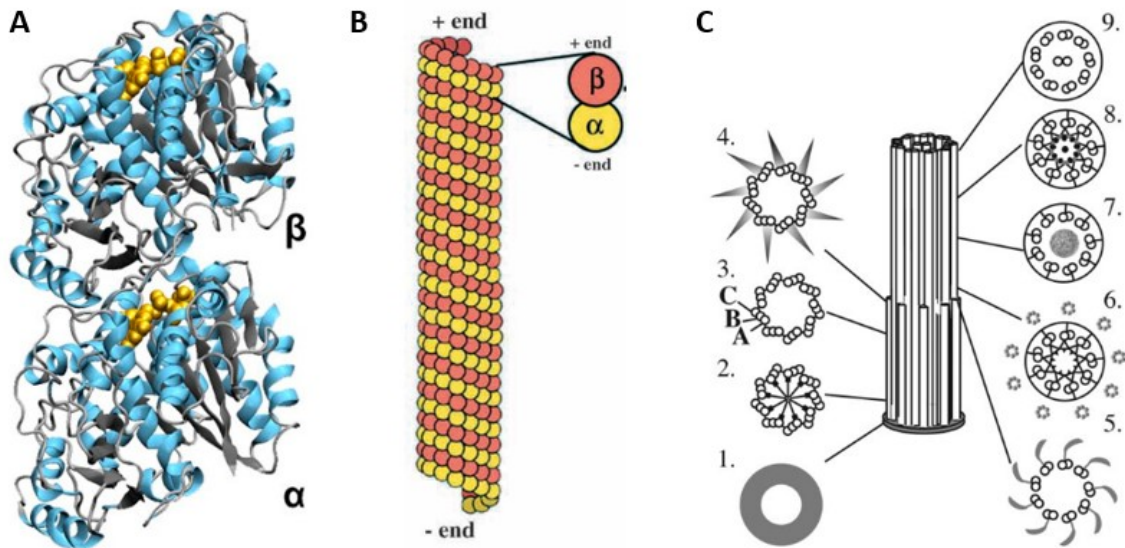 A
β
α
B
+ end
- end
+ end
β
α
- end
C
4.
3.
C
B
A
2.
1.
9.
8.
7.
6.
5.